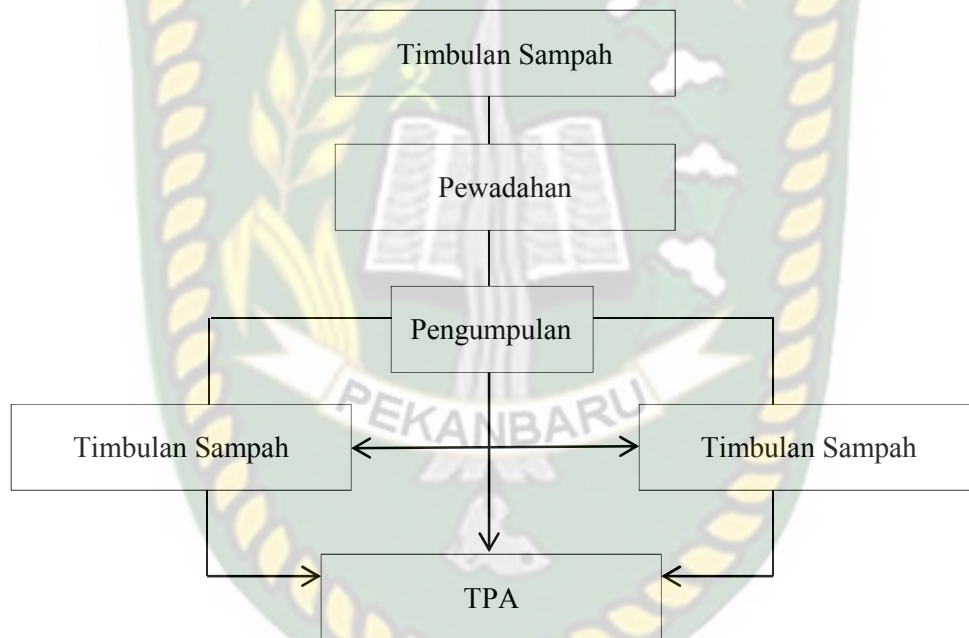 Timbulan Sampah
Pewadahan
Pengumpulan
PEKANBARU
Timbulan Sampah
Timbulan Sampah
TPA